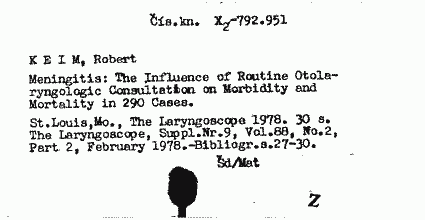 Čís.kn. X₂-792.951
K E I M, Robert
Meningitis: The Influence of Routine Otola-
ryngologic Consultation on Morbidity and
Mortality in 290 Cases.
St.Louis,Mo., The Laryngoscope 1978. 30 s.
The Laryngoscope, Suppl.Nr.9, Vol.88, No.2,
Part 2, February 1978.-Bibliogr.s.27-30.
Šd/Mat
Z